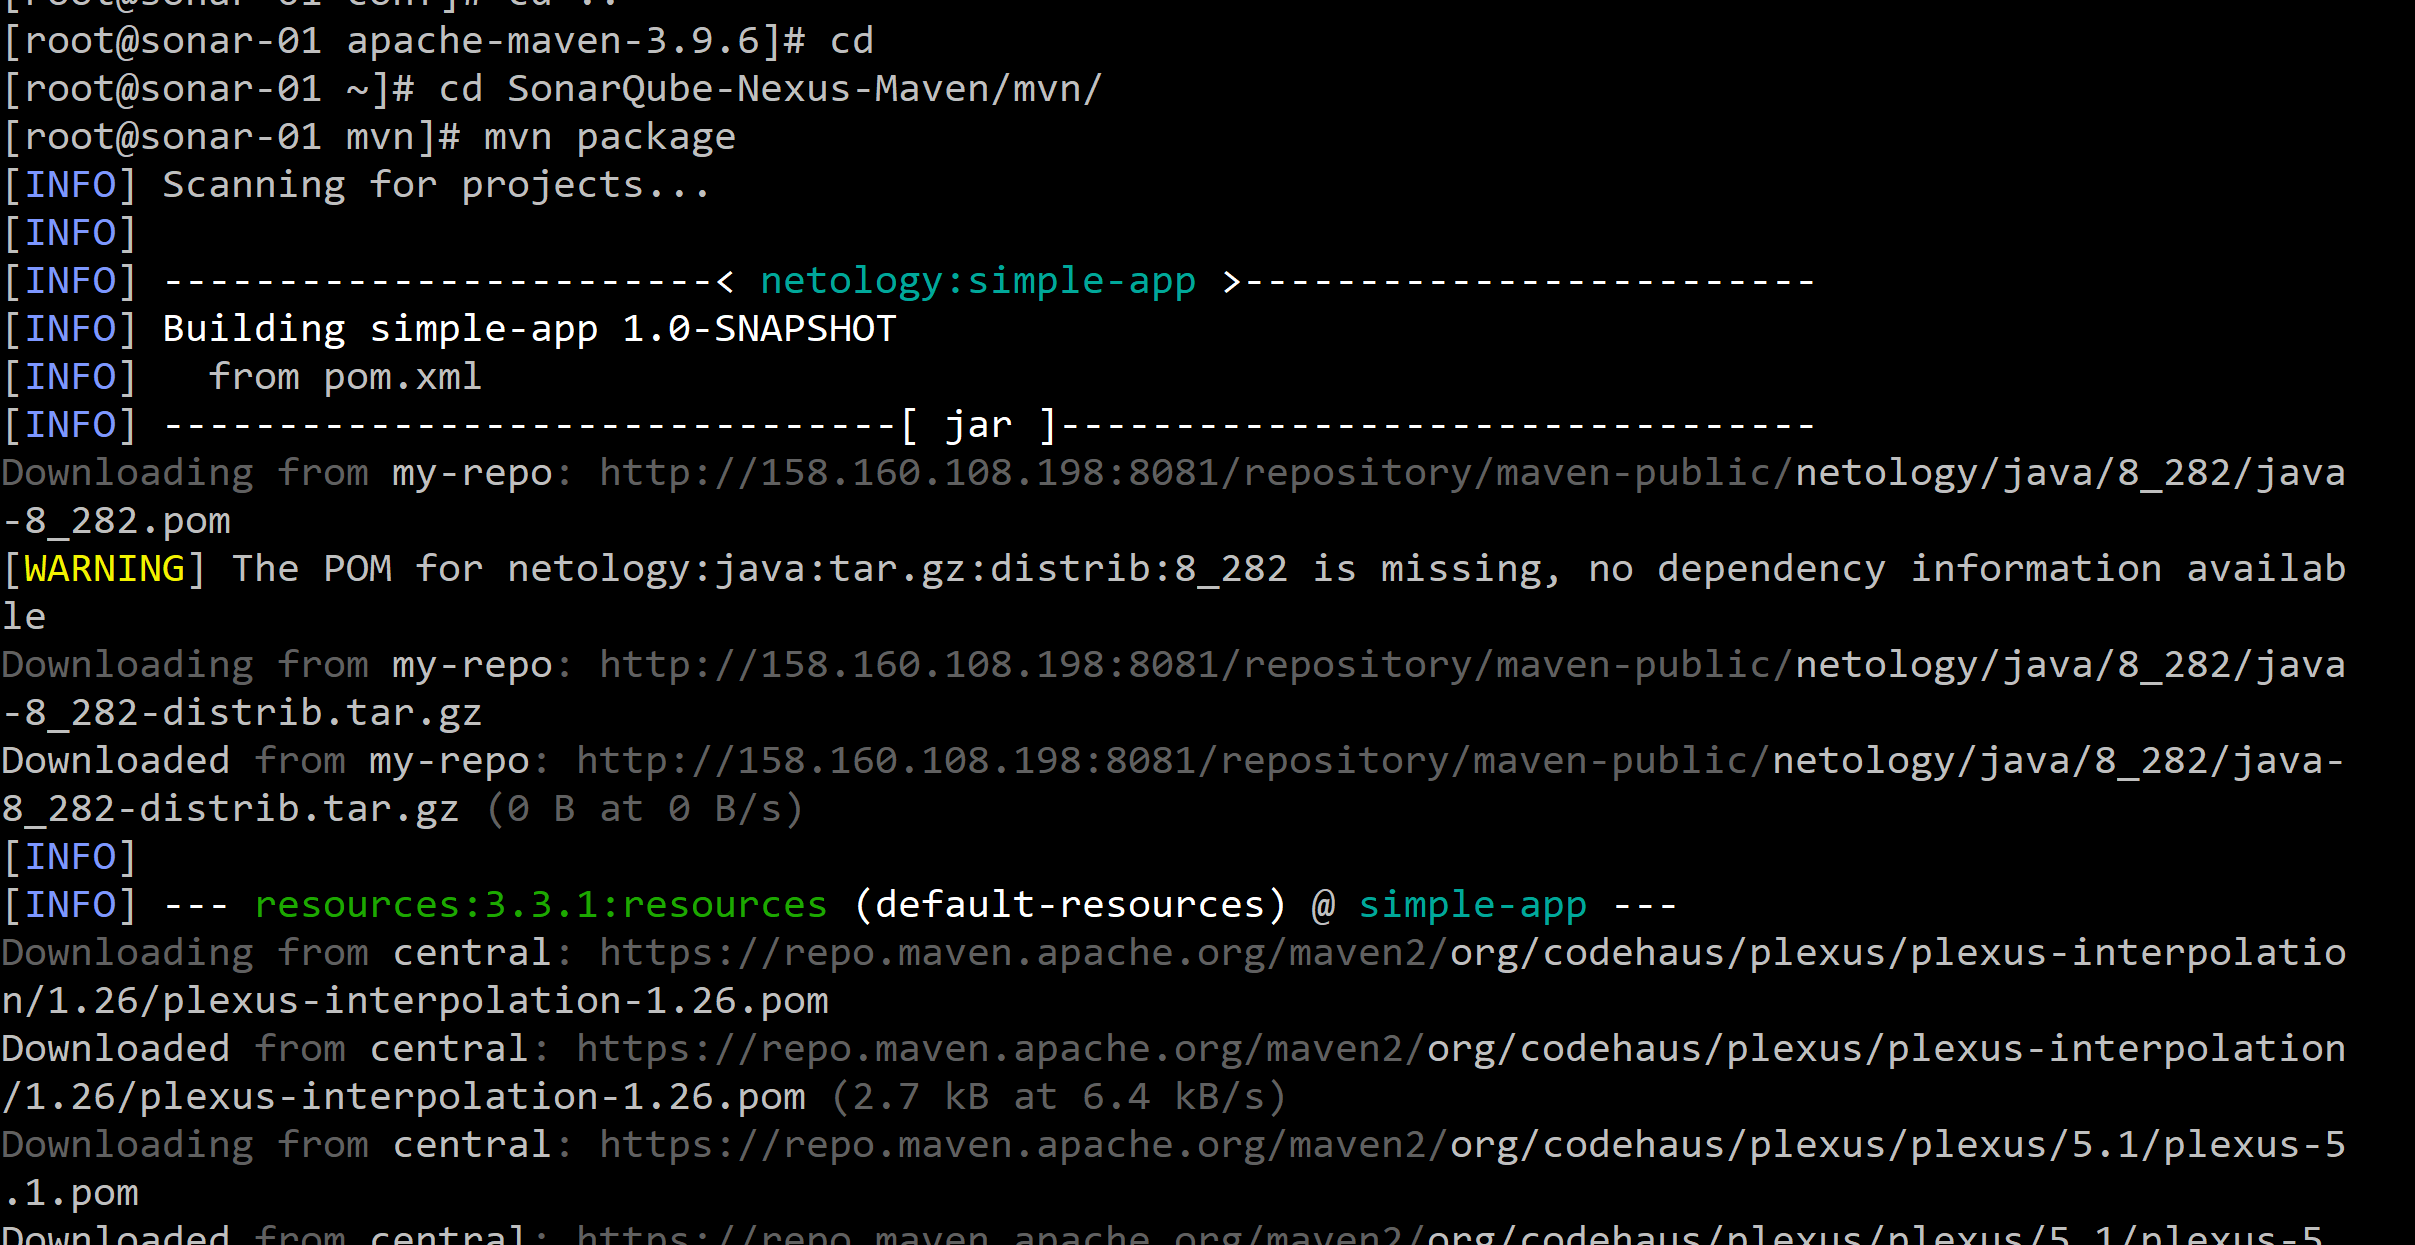 [root@sonar-01 conf]# cd ..
[root@sonar-01 apache-maven-3.9.6]# cd
[root@sonar-01 ~]# cd SonarQube-Nexus-Maven/mvn/
[root@sonar-01 mvn]# mvn package
[INFO] Scanning for projects...
[INFO]
[INFO] ------------------------< netology:simple-app >-------------------------
[INFO] Building simple-app 1.0-SNAPSHOT
[INFO]   from pom.xml
[INFO] --------------------------------[ jar ]---------------------------------
Downloading from my-repo: http://158.160.108.198:8081/repository/maven-public/netology/java/8_282/java
-8_282.pom
[WARNING] The POM for netology:java:tar.gz:distrib:8_282 is missing, no dependency information availab
le
Downloading from my-repo: http://158.160.108.198:8081/repository/maven-public/netology/java/8_282/java
-8_282-distrib.tar.gz
Downloaded from my-repo: http://158.160.108.198:8081/repository/maven-public/netology/java/8_282/java-
8_282-distrib.tar.gz (0 B at 0 B/s)
[INFO]
[INFO] --- resources:3.3.1:resources (default-resources) @ simple-app ---
Downloading from central: https://repo.maven.apache.org/maven2/org/codehaus/plexus/plexus-interpolatio
n/1.26/plexus-interpolation-1.26.pom
Downloaded from central: https://repo.maven.apache.org/maven2/org/codehaus/plexus/plexus-interpolation
/1.26/plexus-interpolation-1.26.pom (2.7 kB at 6.4 kB/s)
Downloading from central: https://repo.maven.apache.org/maven2/org/codehaus/plexus/plexus/5.1/plexus-5
.1.pom
Downloaded from central: https://repo.maven.apache.org/maven2/org/codehaus/plexus/plexus/5.1/plexus-5.